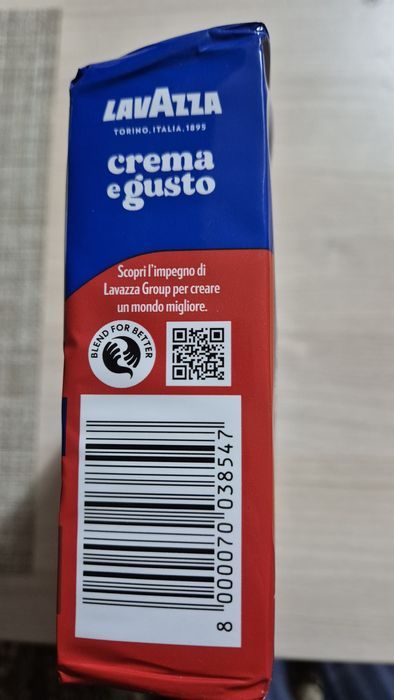 LAVAZZA
TORINO, ITALIA, 1895
crema
e gusto
Scopri l'impegno di
Lavazza Group per creare
un mondo migliore.
BLEND FOR BETTER
8 000070 038547